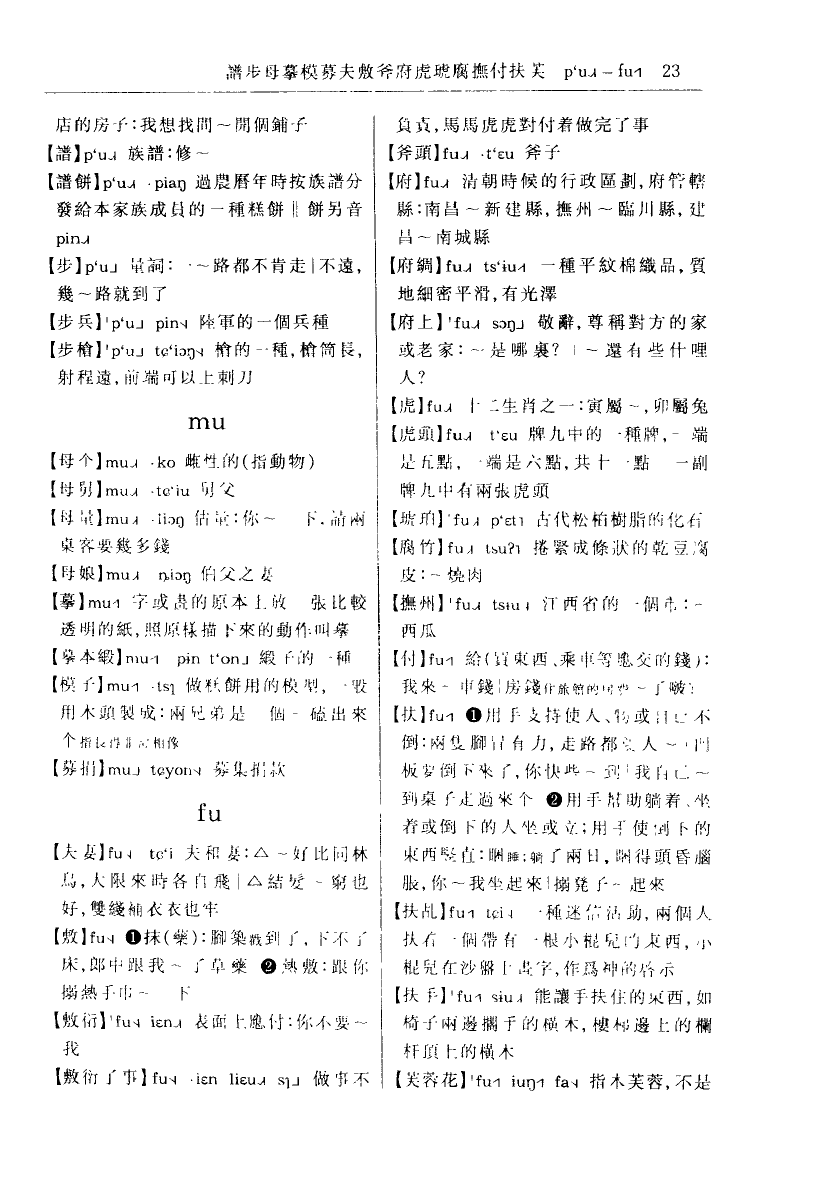 譜步母摹模募夫敷斧府虎琥腐撫付扶芙 pʻu˩˧ – fu˧˥ 23
店的房子:我想找間～開個鋪子
【譜】pʻu 族譜:修～
【譜餅】pʻu ·piaŋ 過農曆年時按族譜分
發給本家族成員的一種糕餅‖餅另音
pin
【步】pʻu 量詞:一～路都不肯走|不遠,
幾～路就到了
【步兵】ˈpʻu pin 陸軍的一個兵種
【步槍】ˈpʻu tɕʻiɔŋ 槍的一種,槍筒長,
射程遠,前端可以上刺刀
mu
【母个】mu ·ko 雌性的(指動物)
【母舅】mu ·tɕʻiu 舅父
【母量】mu ·liɔŋ 估量:你～一下,請兩
桌客要幾多錢
【母娘】mu ȵiɔŋ 伯父之妻
【摹】mu 字或畫的原本上放一張比較
透明的紙,照原樣描下來的動作叫摹
【摹本緞】mu pin tʻon 緞子的一種
【模子】mu ·tsɿ 做糕餅用的模型,一般
用木頭製成:兩兄弟是一個～磕出來
个指長得非常相像
【募捐】mu tɕyon 募集捐款
fu
【夫妻】fu tɕʻi 夫和妻:△～好比同林
鳥,大限來時各自飛|△結髮～窮也
好,雙綫補衣衣也牢
【敷】fu ❶抹(藥):腳築戳到了,下不了
床,郎中跟我～了草藥 ❷熱敷:跟你
搦熱手巾～一下
【敷衍】ˈfu iɛn 表面上應付:你不要～
我
【敷衍了事】fu ·iɛn liɛu sɿ 做事不
負責,馬馬虎虎對付着做完了事
【斧頭】fu ·tʻɛu 斧子
【府】fu 清朝時候的行政區劃,府管轄
縣:南昌～新建縣,撫州～臨川縣,建
昌～南城縣
【府綢】fu tsʻiu 一種平紋棉織品,質
地細密平滑,有光澤
【府上】ˈfu sɔŋ 敬辭,尊稱對方的家
或老家:～是哪裏?|～還有些什哩
人?
【虎】fu 十二生肖之一:寅屬～,卯屬兔
【虎頭】fu tʻɛu 牌九中的一種牌,一端
是五點,一端是六點,共十一點 一副
牌九中有兩張虎頭
【琥珀】ˈfu pʻɛt 古代松柏樹脂的化石
【腐竹】fu tsuʔ 捲緊成條狀的乾豆腐
皮:～燒肉
【撫州】ˈfu tsiu 江西省的一個市:～
西瓜
【付】fu 給(買東西、乘車等應交的錢):
我來～車錢|房錢住旅館的房費～了啵?
【扶】fu ❶用手支持使人、物或自己不
倒:兩隻腳冒有力,走路都要人～|門
板要倒下來了,你快些～到|我自己～
到桌子走過來个 ❷用手幫助躺着、坐
着或倒下的人坐或立;用手使倒下的
東西豎直:睏睡;躺了兩日,睏得頭昏腦
脹,你～我坐起來|搦凳子～起來
【扶乩】fu tɕi 一種迷信活動,兩個人
扶着一個帶有一根小棍兒的東西,小
棍兒在沙盤上畫字,作爲神的啓示
【扶手】ˈfu siu 能讓手扶住的東西,如
椅子兩邊擱手的橫木,樓梯邊上的欄
杆頂上的橫木
【芙蓉花】ˈfu iuŋ fa 指木芙蓉,不是